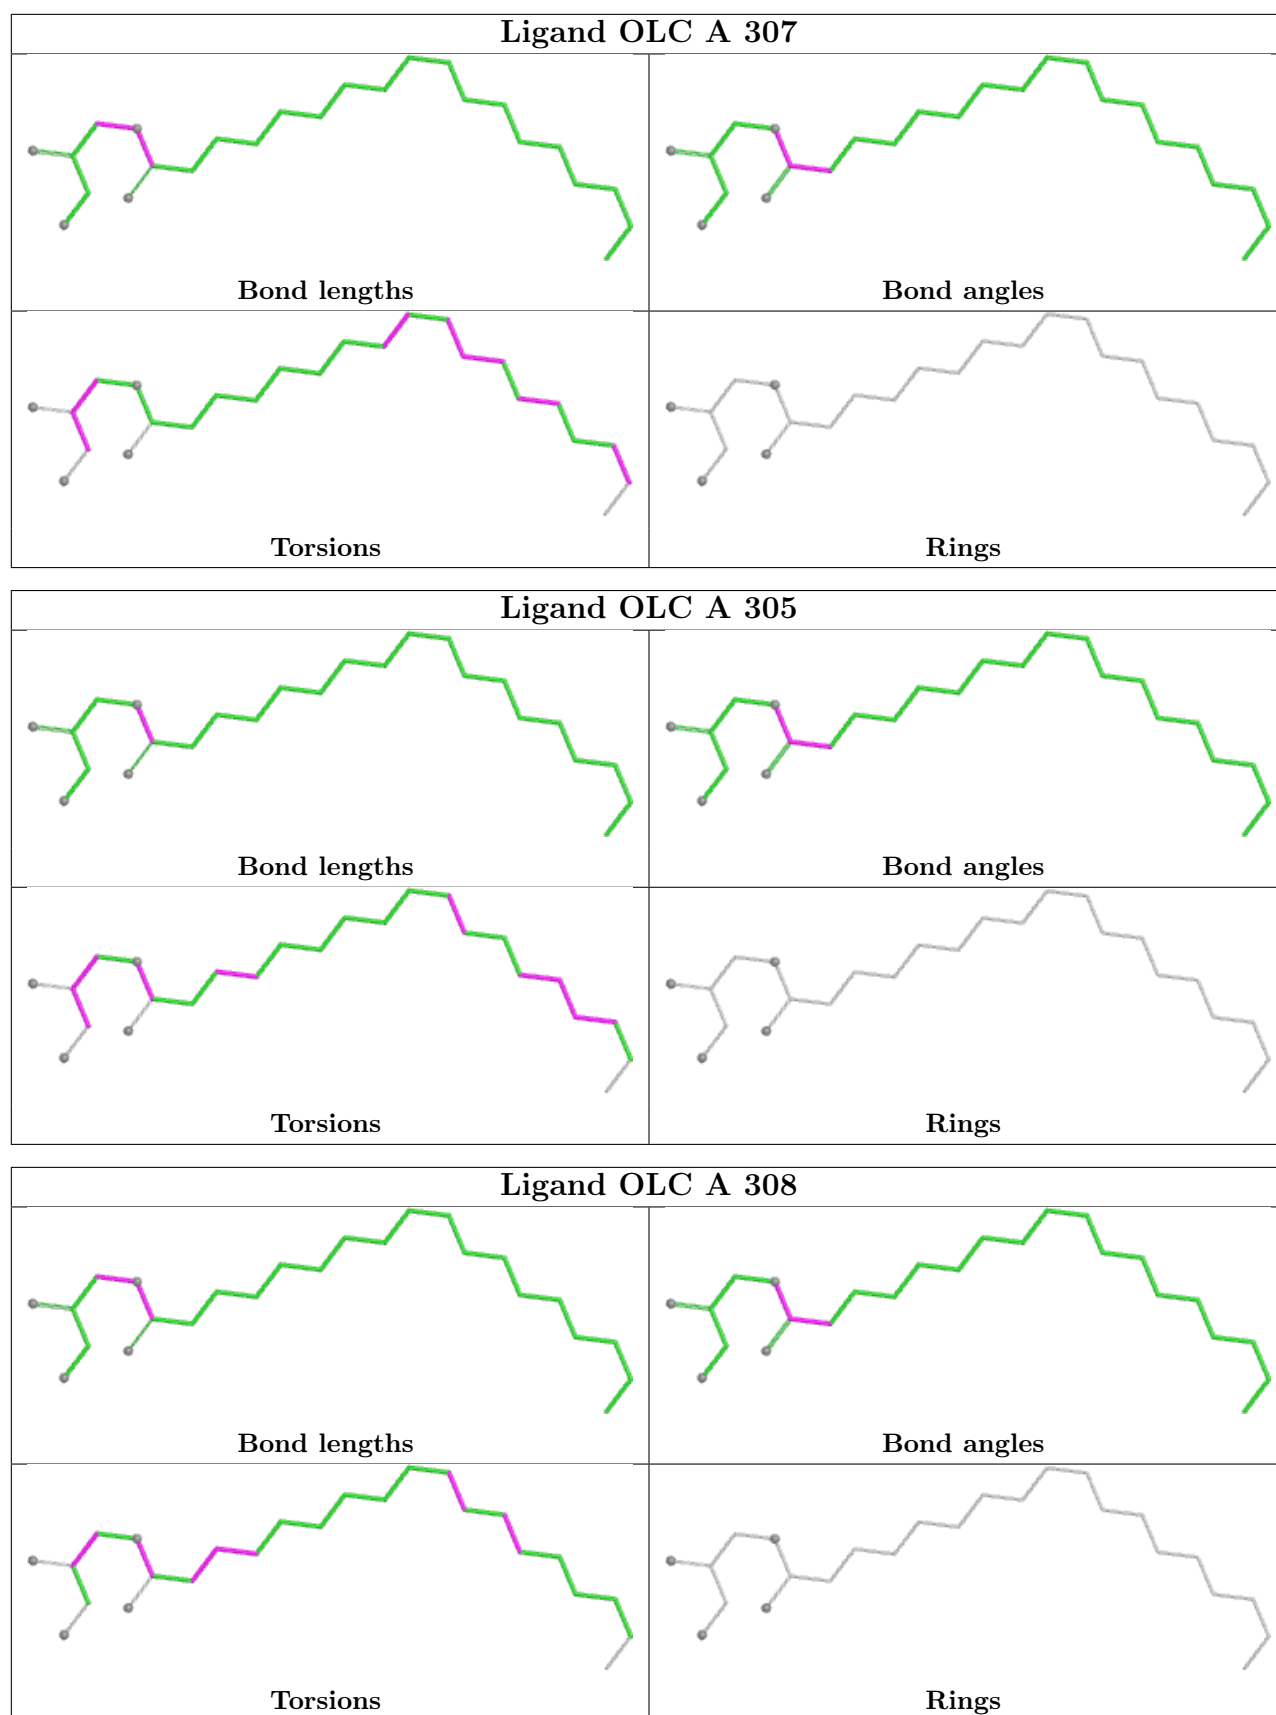 Ligand OLC A 307
Bond lengths
Bond angles
Torsions
Rings
Ligand OLC A 305
Bond lengths
Bond angles
Torsions
Rings
Ligand OLC A 308
Bond lengths
Bond angles
Torsions
Rings